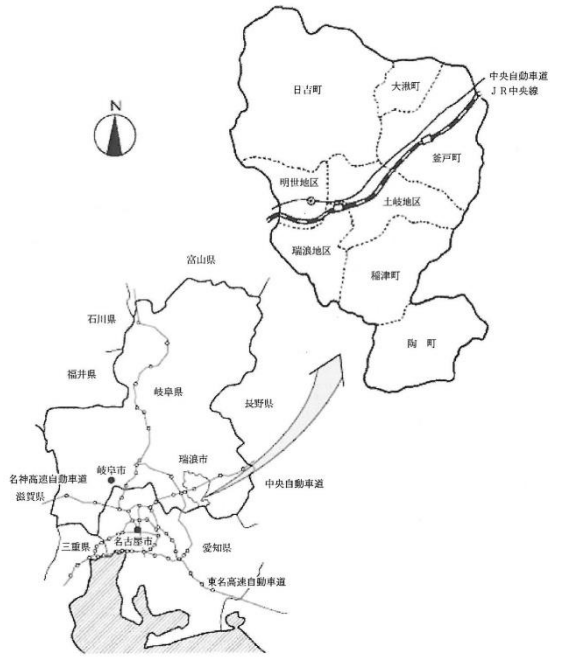 中央自動車道
JR中央線
日吉町
大湫町
釜戸町
明世地区
土岐地区
瑞浪地区
稲津町
陶 町
N
富山県
石川県
福井県
岐阜県
長野県
瑞浪市
岐阜市
名神高速自動車道
滋賀県
中央自動車道
三重県
名古屋市
愛知県
東名高速自動車道